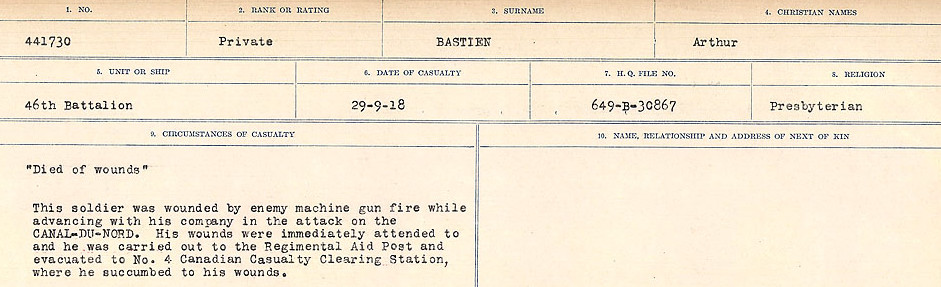 1. NO.
2. RANK OR RATING
3. SURNAME
4. CHRISTIAN NAMES
441730
Private
BASTIEN
Arthur
5. UNIT OR SHIP
6. DATE OF CASUALTY
7. H.Q. FILE NO.
8. RELIGION
46th Battalion
29-9-18
649-B-30867
Presbyterian
9. CIRCUMSTANCES OF CASUALTY
10. NAME, RELATIONSHIP AND ADDRESS OF NEXT OF KIN
"Died of wounds"
This soldier was wounded by enemy machine gun fire while
advancing with his company in the attack on the
CANAL-DU-NORD. His wounds were immediately attended to
and he was carried out to the Regimental Aid Post and
evacuated to No. 4 Canadian Casualty Clearing Station,
where he succumbed to his wounds.